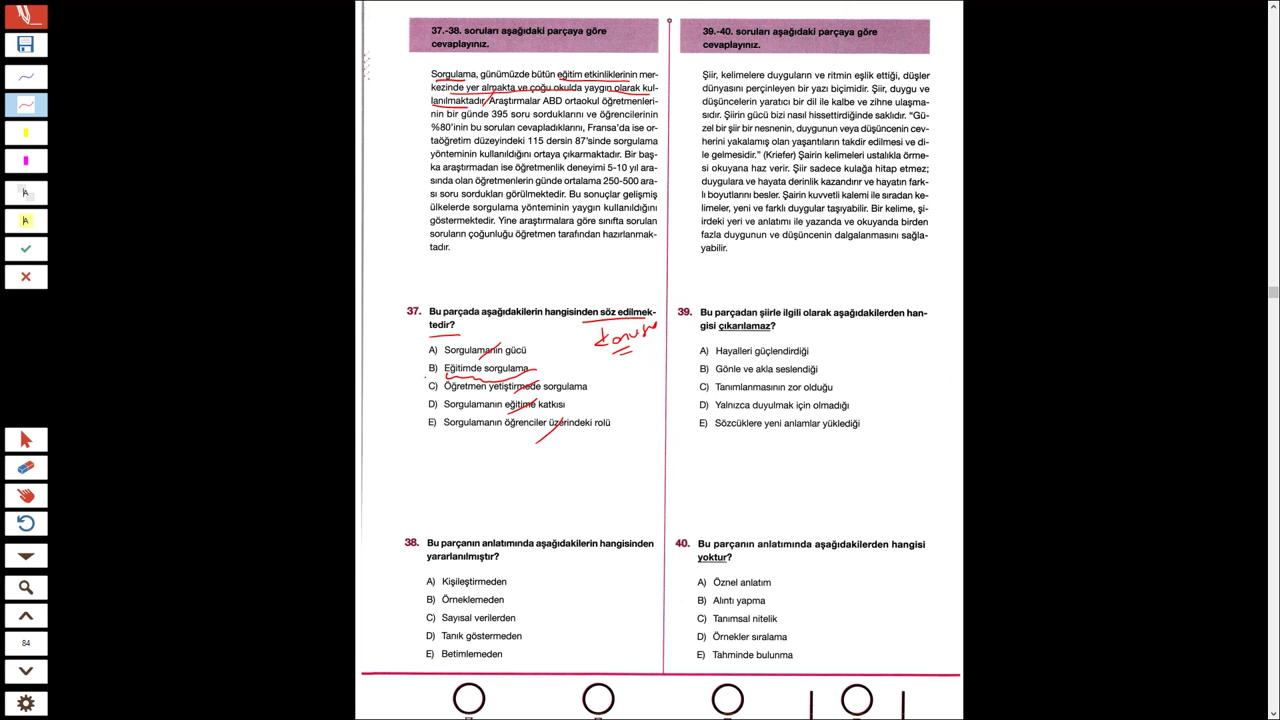 37.-38. soruları aşağıdaki parçaya göre
cevaplayınız.
Sorgulama, günümüzde bütün eğitim etkinliklerinin mer-
kezinde yer almakta ve çoğu okulda yaygın olarak kul-
lanılmaktadır. Araştırmalar ABD ortaokul öğretmenleri-
nin bir günde 395 soru sorduklarını ve öğrencilerinin
%80'inin bu soruları cevapladıklarını, Fransa'da ise or-
taöğretim düzeyindeki 115 dersin 87'sinde sorgulama
yönteminin kullanıldığını ortaya çıkarmaktadır. Bir baş-
ka araştırmadan ise öğretmenlik deneyimi 5-10 yıl ara-
sında olan öğretmenlerin günde ortalama 250-500 ara-
sı soru sordukları görülmektedir. Bu sonuçlar gelişmiş
ülkelerde sorgulama yönteminin yaygın kullanıldığını
göstermektedir. Yine araştırmalara göre sınıfta sorulan
soruların çoğunluğu öğretmen tarafından hazırlanmak-
tadır.
37. Bu parçada aşağıdakilerin hangisinden söz edilmek-
tedir?
konusu
A) Sorgulamanın gücü
B) Eğitimde sorgulama
C) Öğretmen yetiştirmede sorgulama
D) Sorgulamanın eğitime katkısı
E) Sorgulamanın öğrenciler üzerindeki rolü
38. Bu parçanın anlatımında aşağıdakilerin hangisinden
yararlanılmıştır?
A) Kişileştirmeden
B) Örneklemeden
C) Sayısal verilerden
D) Tanık göstermeden
E) Betimlemeden
39.-40. soruları aşağıdaki parçaya göre
cevaplayınız.
Şiir, kelimelere duyguların ve ritmin eşlik ettiği, düşler
dünyasını perçinleyen bir yazı biçimidir. Şiir, duygu ve
düşüncelerin yaratıcı bir dil ile kalbe ve zihne ulaşma-
sıdır. Şiirin gücü bizi nasıl hissettirdiğinde saklıdır. “Gü-
zel bir şiir bir nesnenin, duygunun veya düşüncenin cev-
herini yakalamış olan yaşantıların takdir edilmesi ve di-
le gelmesidir.” (Kriefer) Şairin kelimeleri ustalıkla örme-
si okuyana haz verir. Şiir sadece kulağa hitap etmez;
duygulara ve hayata derinlik kazandırır ve hayatın fark-
lı boyutlarını besler. Şairin kuvvetli kalemi ile sıradan ke-
limeler, yeni ve farklı duygular taşıyabilir. Bir kelime, şi-
irdeki yeri ve anlatımı ile yazanda ve okuyanda birden
fazla duygunun ve düşüncenin dalgalanmasını sağla-
yabilir.
39. Bu parçadan şiirle ilgili olarak aşağıdakilerden han-
gisi çıkarılamaz?
A) Hayalleri güçlendirdiği
B) Gönle ve akla seslendiği
C) Tanımlanmasının zor olduğu
D) Yalnızca duyulmak için olmadığı
E) Sözcüklere yeni anlamlar yüklediği
40. Bu parçanın anlatımında aşağıdakilerden hangisi
yoktur?
A) Öznel anlatım
B) Alıntı yapma
C) Tanımsal nitelik
D) Örnekler sıralama
E) Tahminde bulunma
84